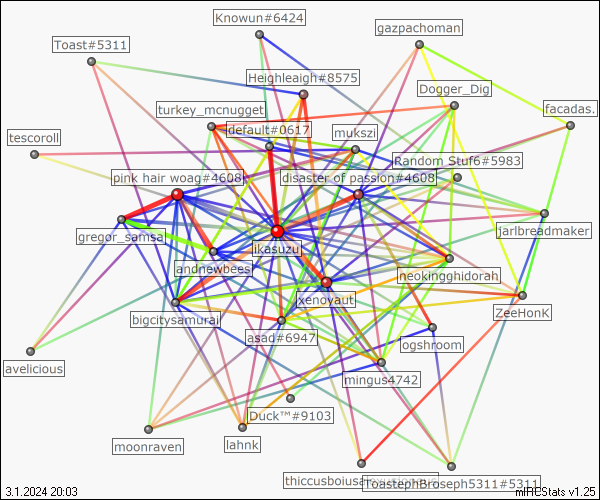 Knowun#6424
gazpachoman
Toast#5311
Heighleaigh#8575
Dogger_Dig
turkey_mcnugget
facadas.
default#0617
mukszi
tescoroll
Random Stuf6#5983
pink hair woag#4608
disaster of passion#4608
jarlbreadmaker
gregor_samsa
ikasuzu
andnewbees
neokingghidorah
xenoyaut
bigcitysamurai
ZeeHonK
asad#6947
ogshroom
avelicious
mingus4742
Duck™#9103
moonraven
lahnk
ToastephBroseph5311#5311
3.1.2024 20:03
mIRCStats v1.25